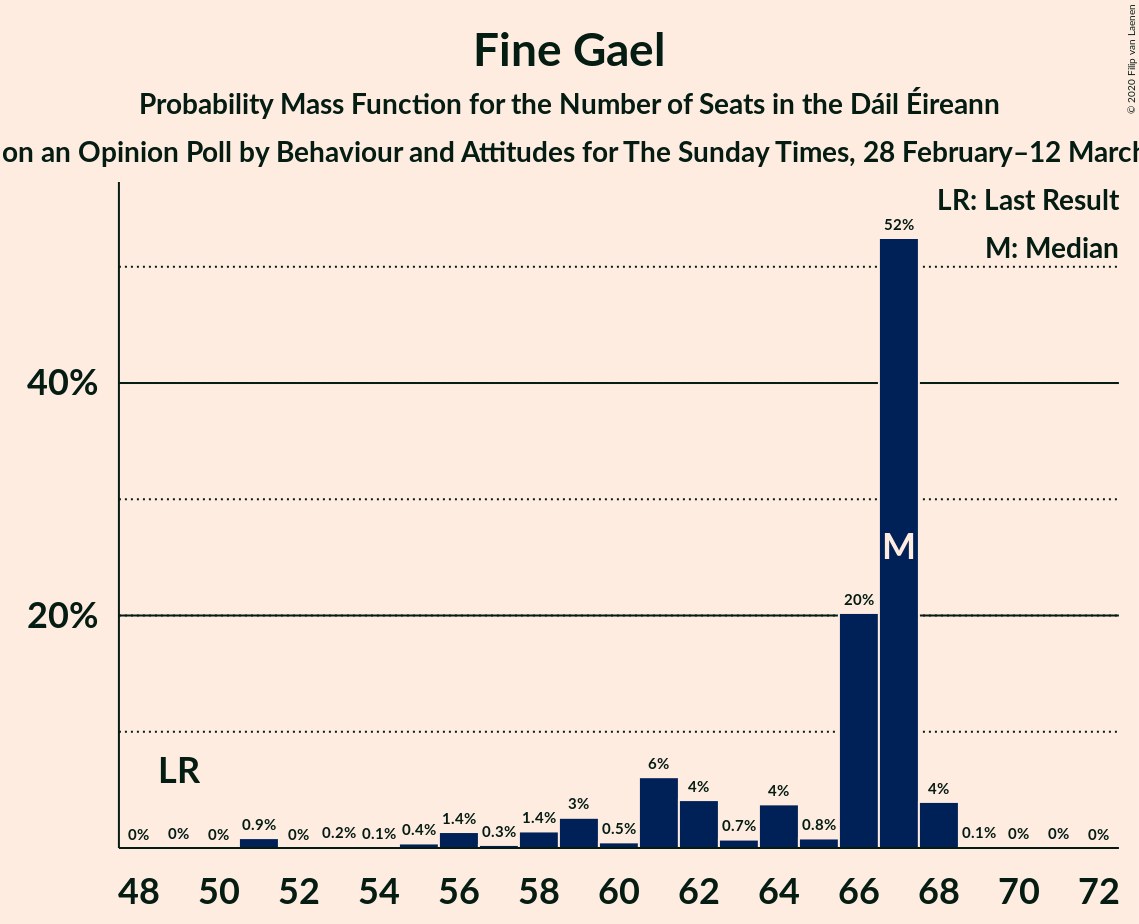 Fine Gael
Probability Mass Function for the Number of Seats in the Dáil Éireann
on an Opinion Poll by Behaviour and Attitudes for The Sunday Times, 28 February–12 March
© 2020 Filip van Laenen
LR: Last Result
M: Median
52%
40%
M
20%
20%
LR
6%
4%
4%
4%
3%
0% 0% 0% 0.9% 0% 0.2% 0.1% 0.4% 1.4% 0.3% 1.4% 0.5% 0.7% 0.8% 0.1% 0% 0% 0%
48 50 52 54 56 58 60 62 64 66 68 70 72